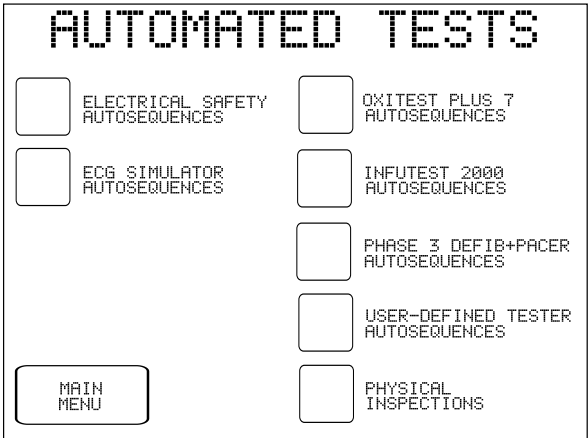 AUTOMATED TESTS
ELECTRICAL SAFETY
AUTOSEQUENCES
ECG SIMULATOR
AUTOSEQUENCES
OXITEST PLUS 7
AUTOSEQUENCES
INFUTEST 2000
AUTOSEQUENCES
PHASE 3 DEFIB+PACER
AUTOSEQUENCES
USER-DEFINED TESTER
AUTOSEQUENCES
PHYSICAL
INSPECTIONS
MAIN
MENU